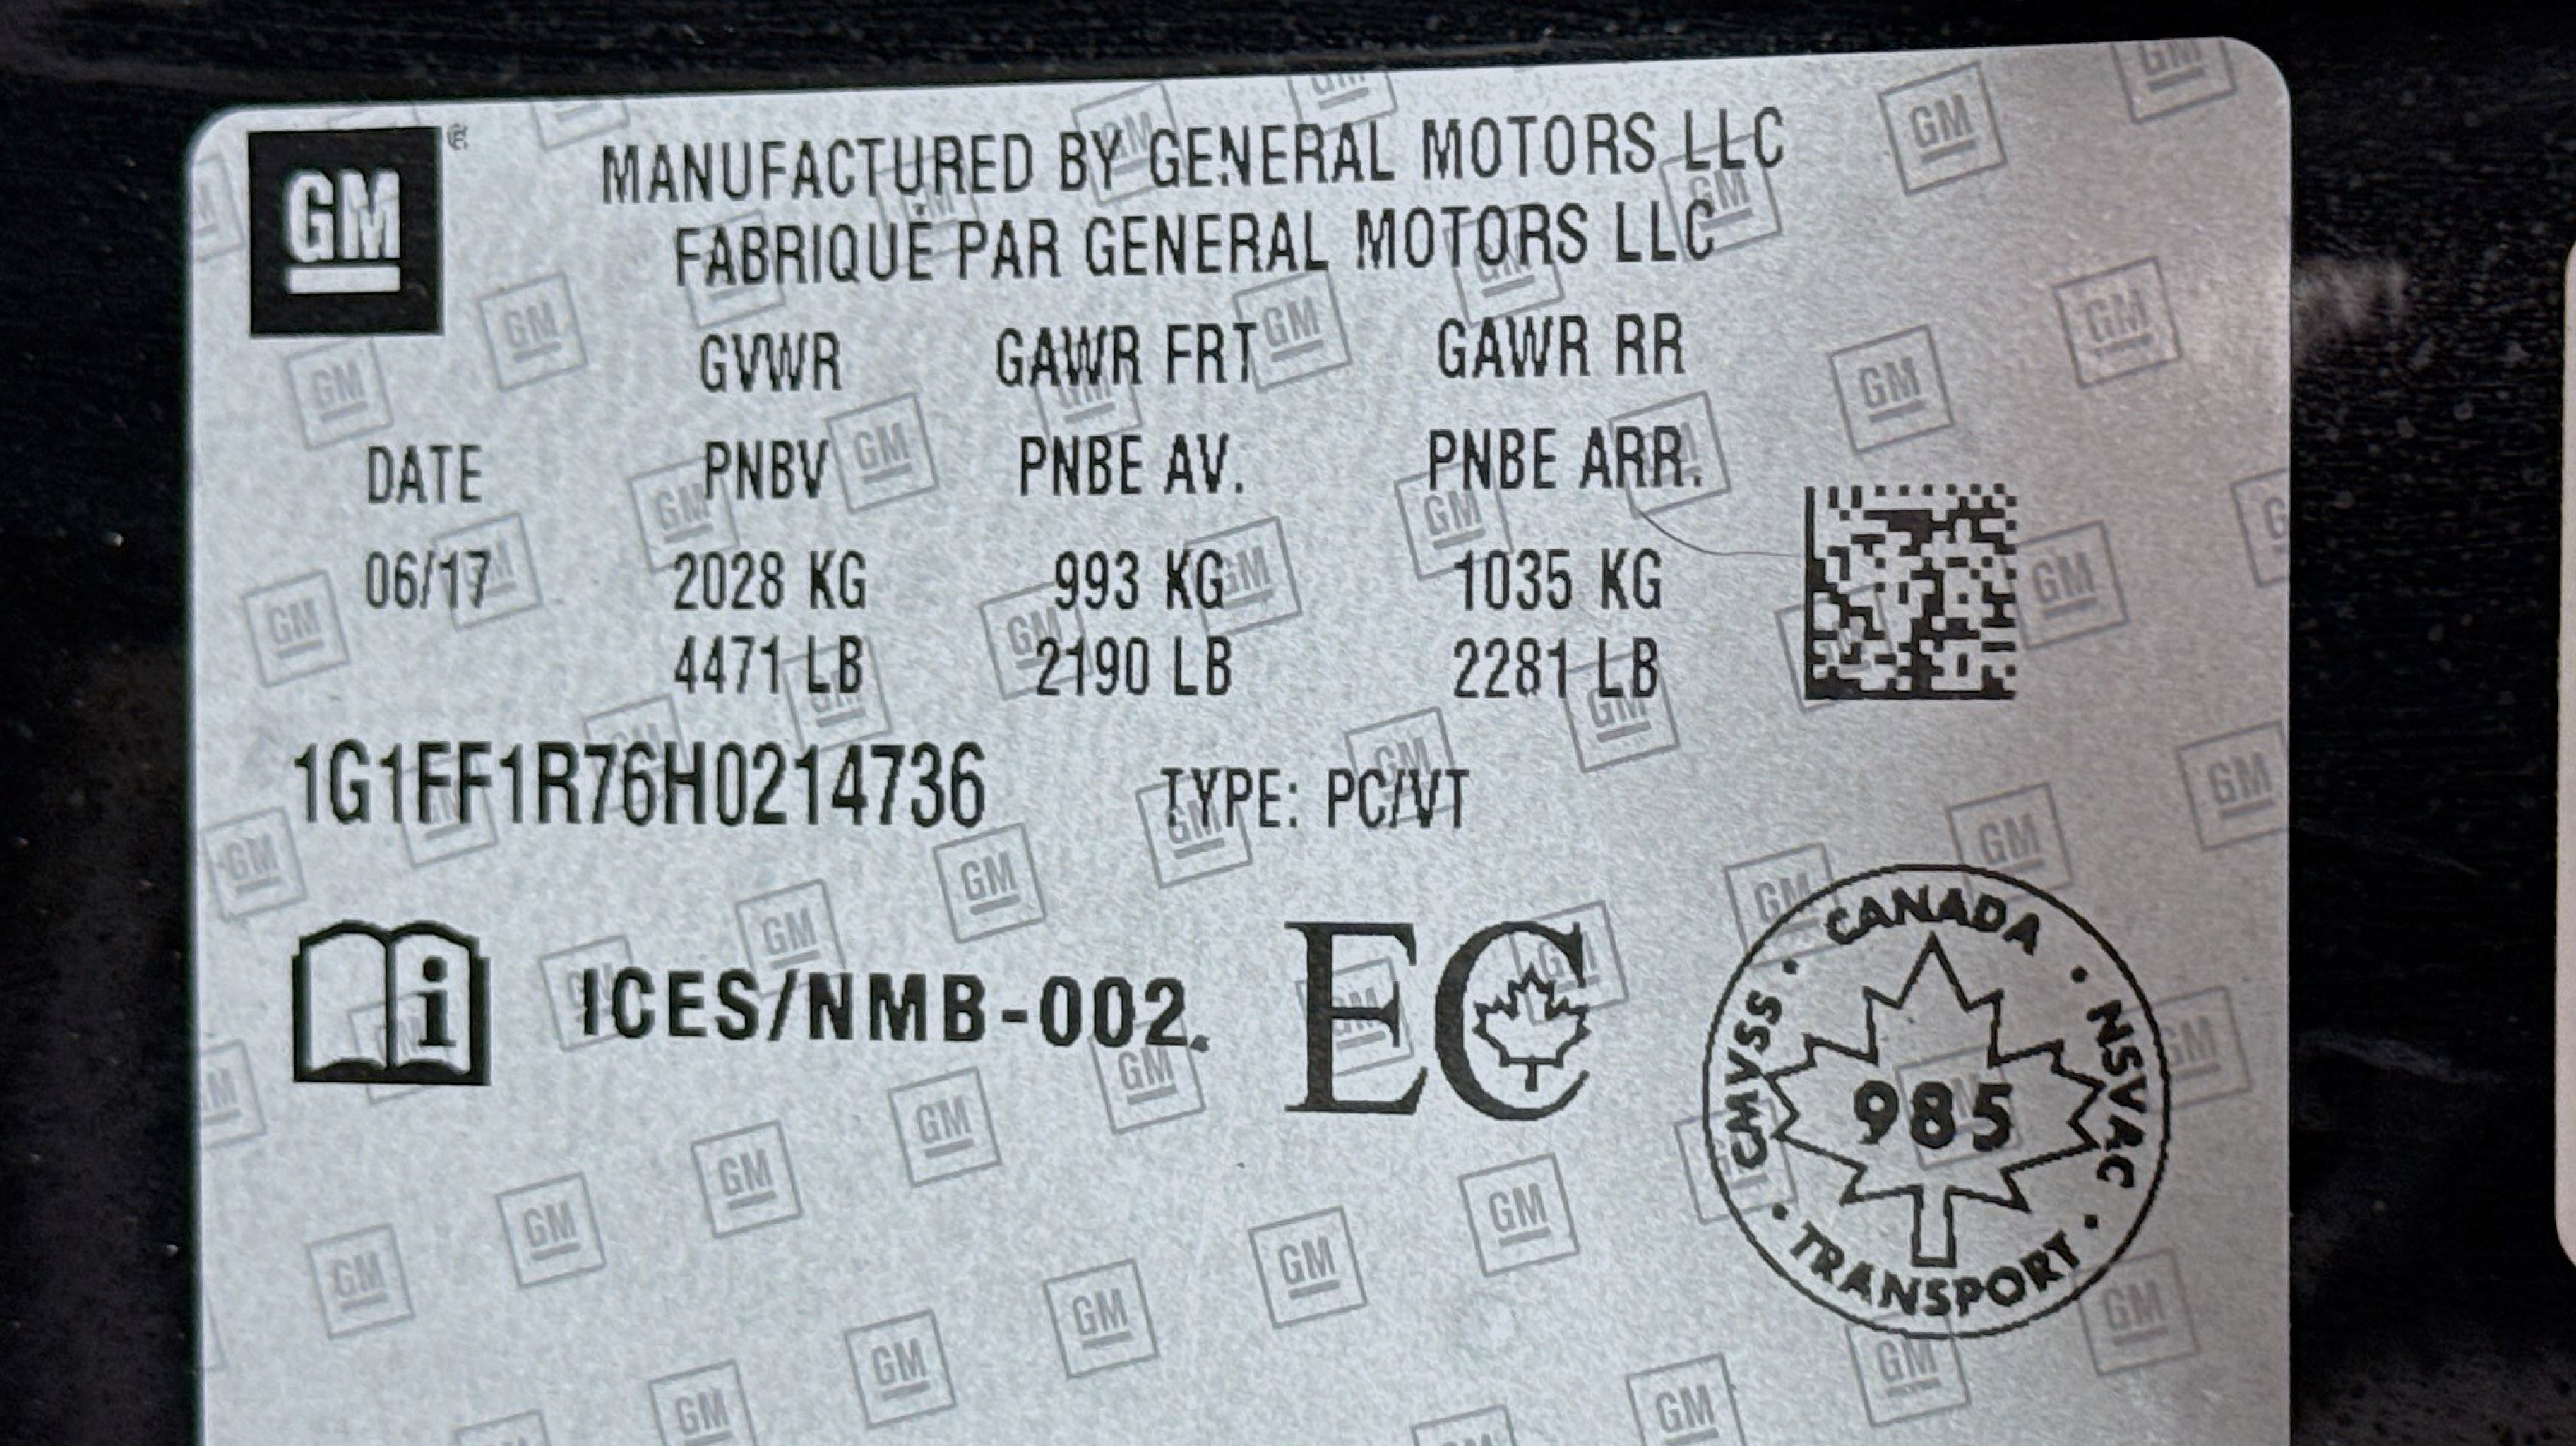 GM
MANUFACTURED BY GENERAL MOTORS LLC
FABRIQUÉ PAR GENERAL MOTORS LLC
GVWR GAWR FRT GAWR RR
DATE PNBV PNBE AV. PNBE ARR.
06/17 2028 KG 993 KG 1035 KG
4471 LB 2190 LB 2281 LB
1G1FF1R76H0214736 TYPE: PC/VT
i ICES/NMB-002. EC
CANADA • NSVAC • TRANSPORT • CMVSS •
985